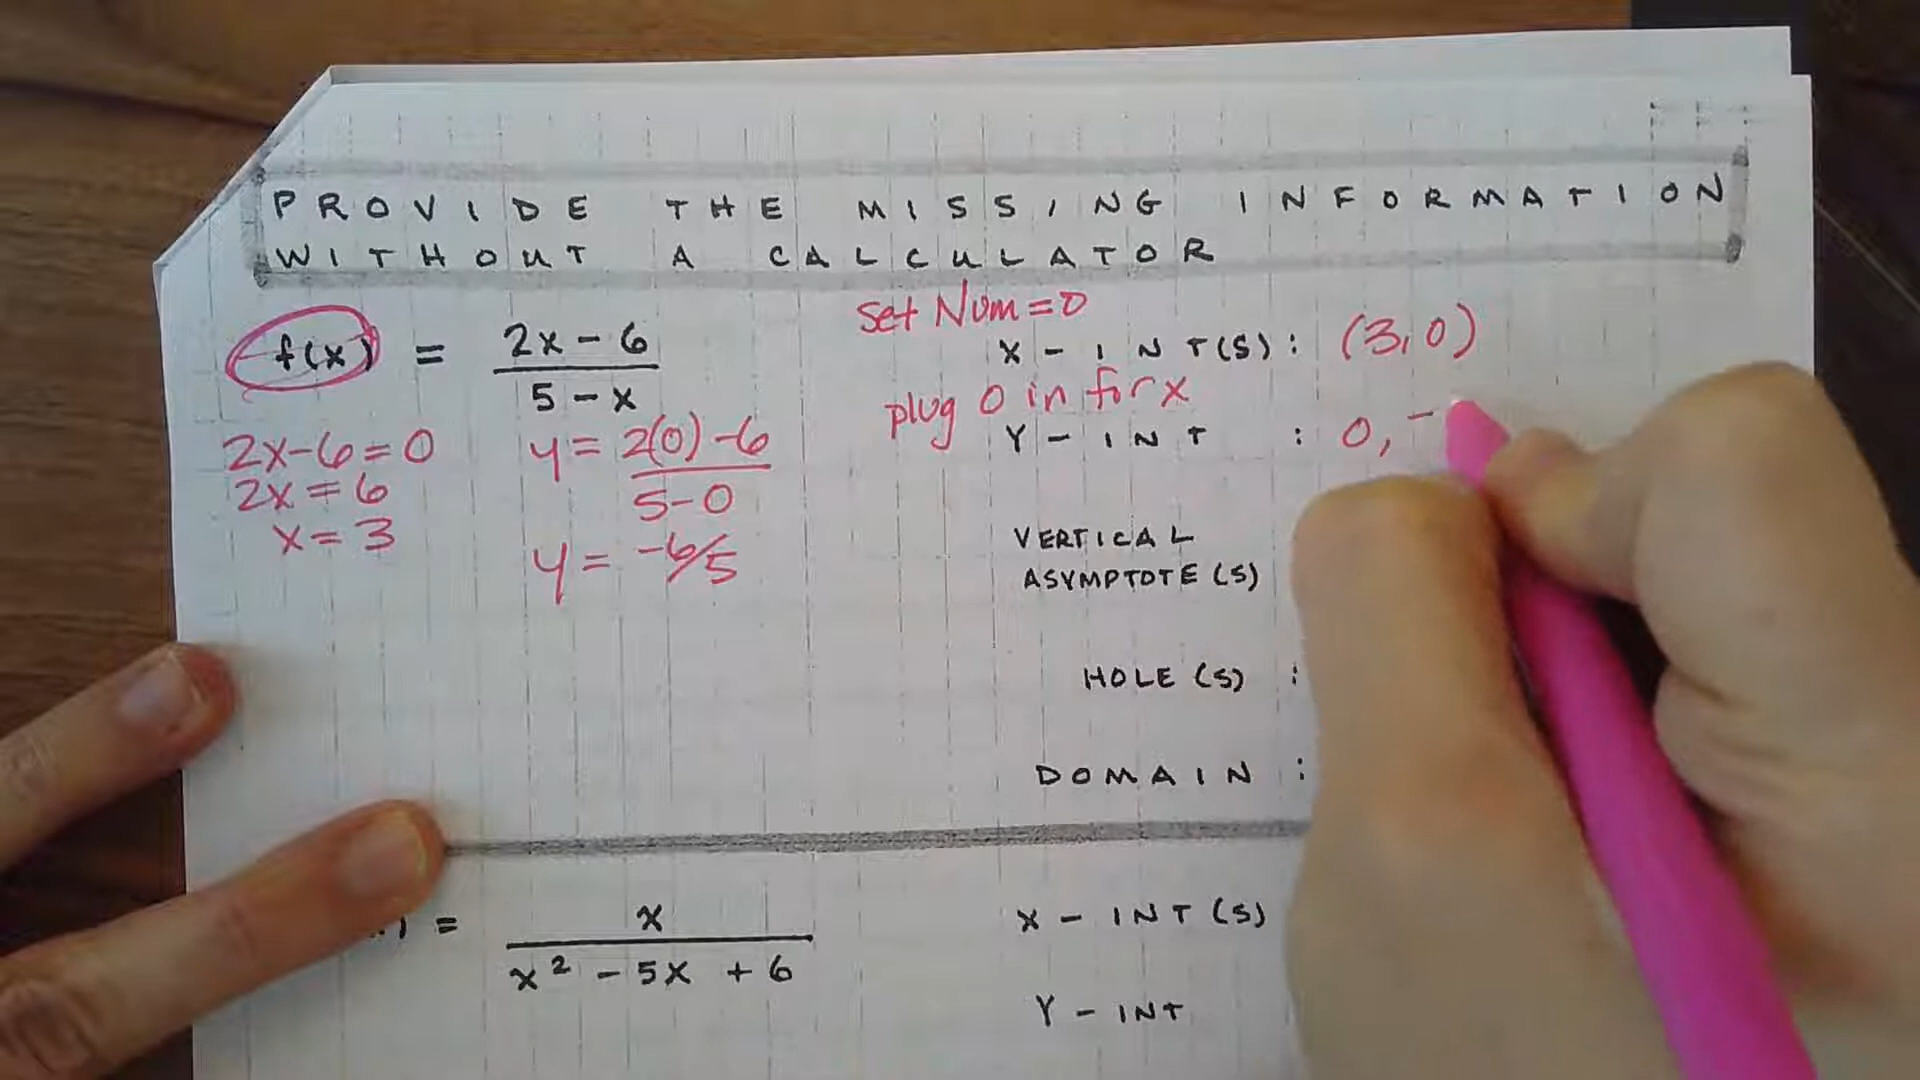 PROVIDE THE MISSING INFORMATION
WITHOUT A CALCULATOR
f(x) = 2x - 6
5 - x
2x-6=0
2x=6
x=3
y = 2(0)-6
5-0
y = -6/5
set Num=0
X-INT(S): (3,0)
plug 0 in for x
Y-INT : 0, -
VERTICAL
ASYMPTOTE(S)
HOLE(S) :
DOMAIN :
) = x
x² - 5x + 6
X-INT(S)
Y-INT